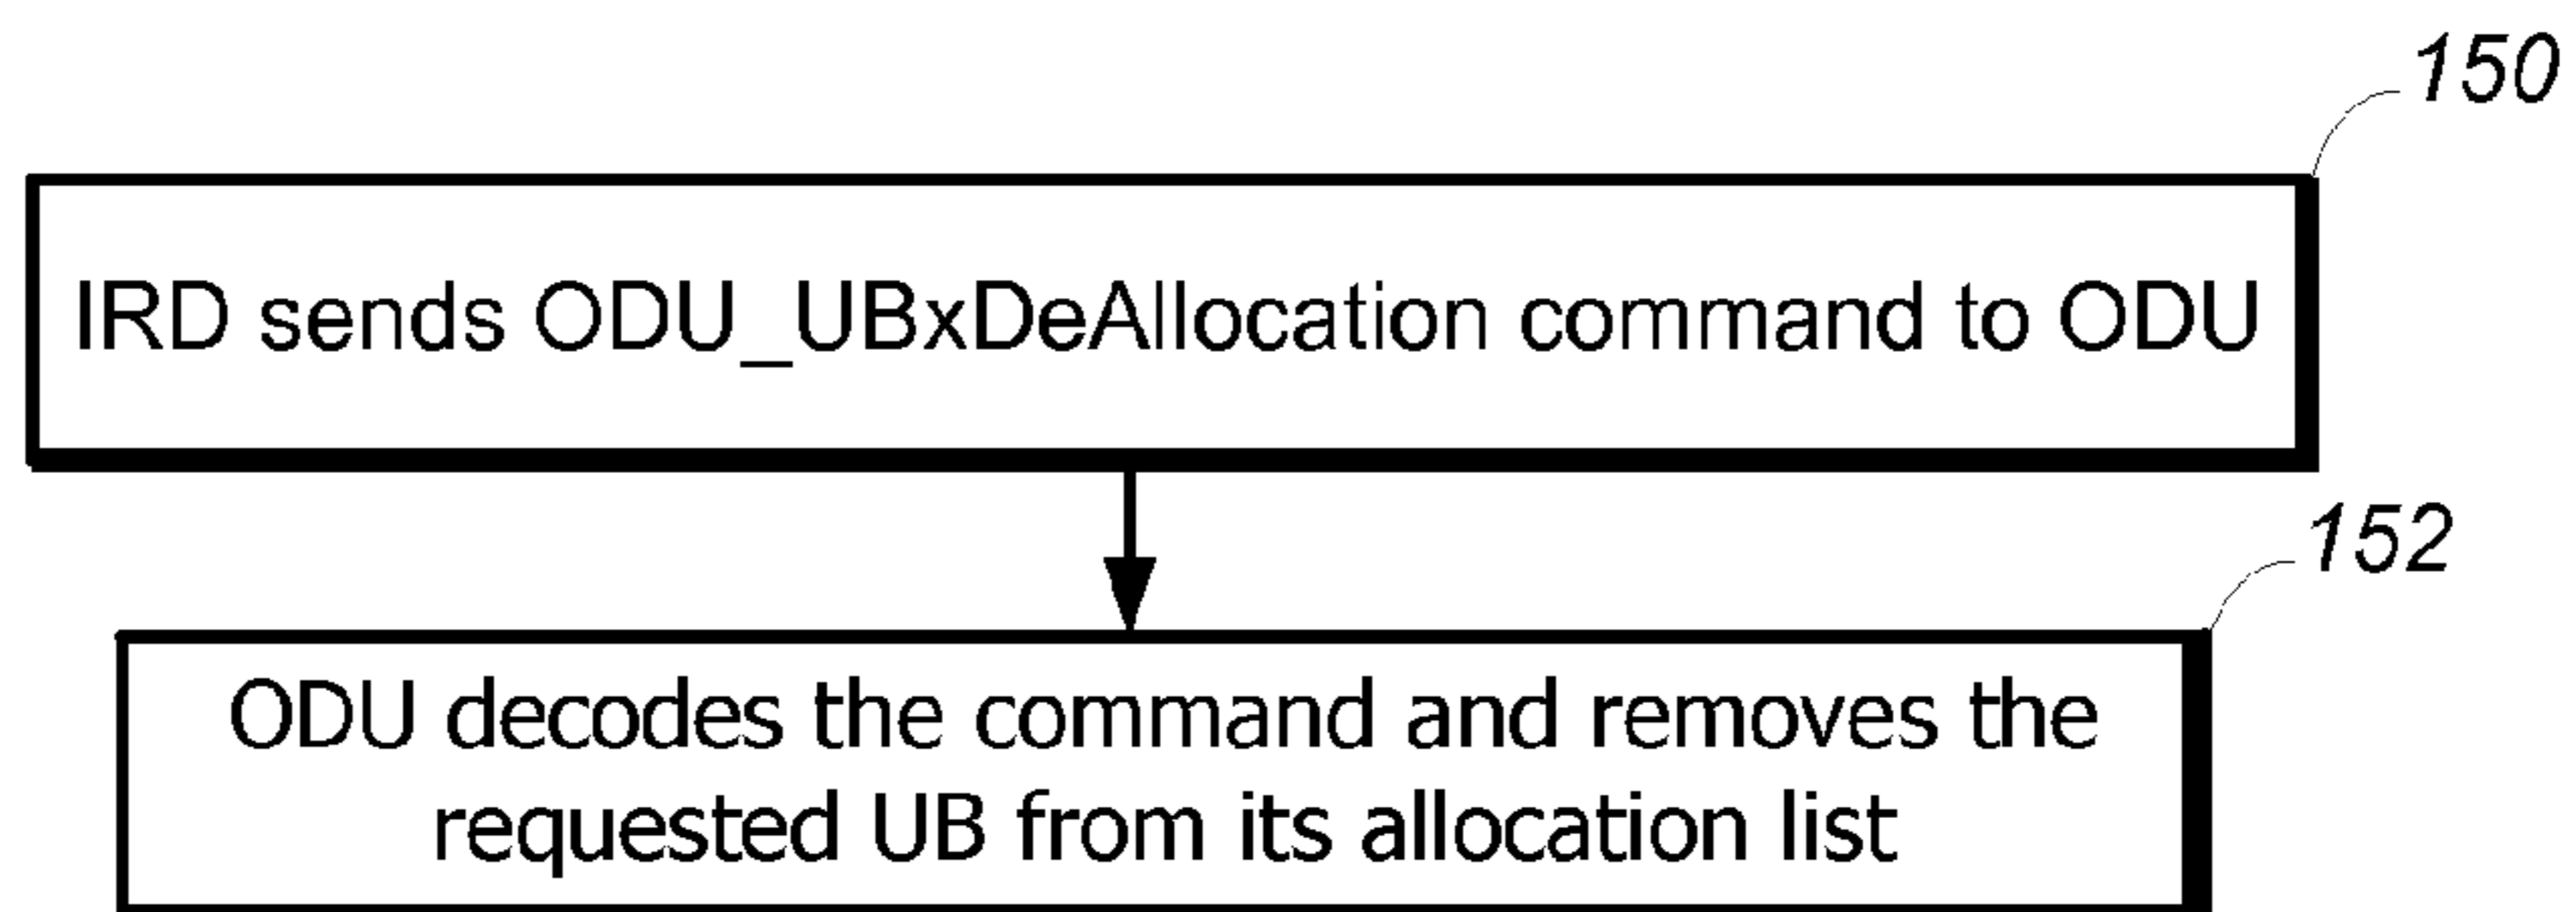 150
IRD sends ODU_UBxDeAllocation command to ODU
152
ODU decodes the command and removes the
requested UB from its allocation list